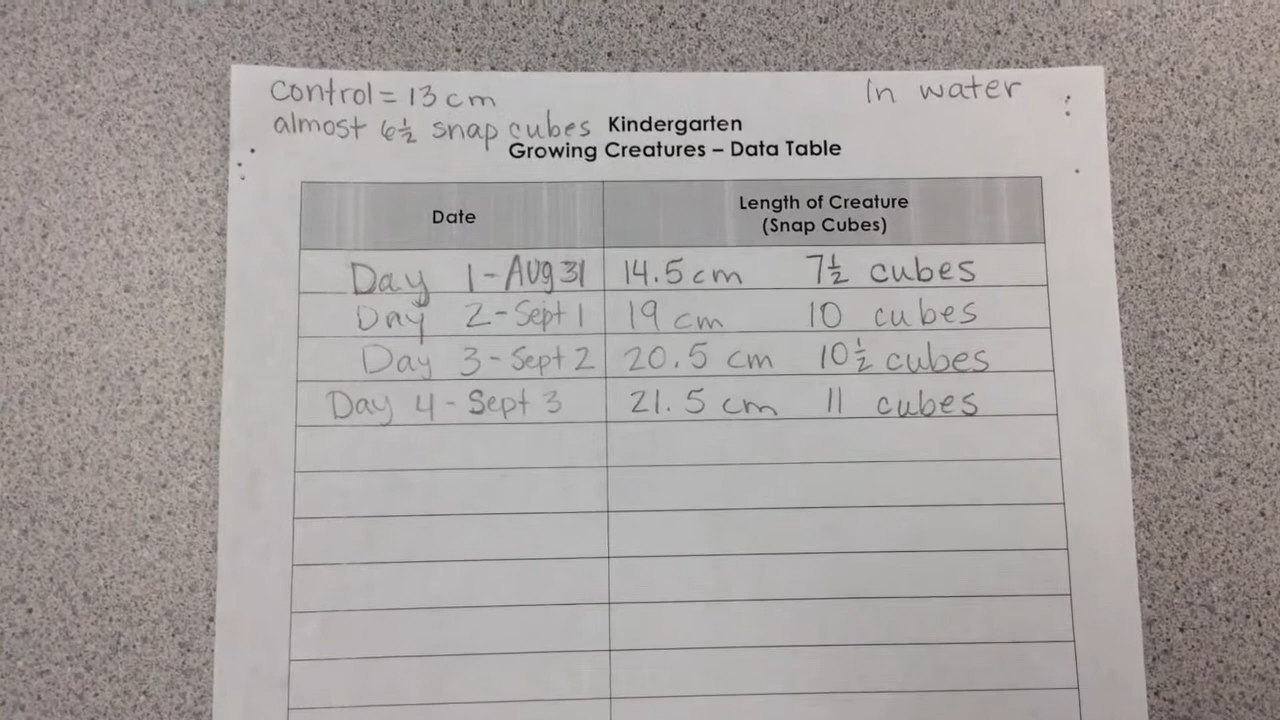 Control = 13 cm
In water
almost 6½ snap cubes
Kindergarten
Growing Creatures – Data Table
Date Length of Creature
(Snap Cubes)
Day 1 - Aug 31 14.5 cm 7½ cubes
Day 2 - Sept 1 19 cm 10 cubes
Day 3 - Sept 2 20.5 cm 10½ cubes
Day 4 - Sept 3 21.5 cm 11 cubes